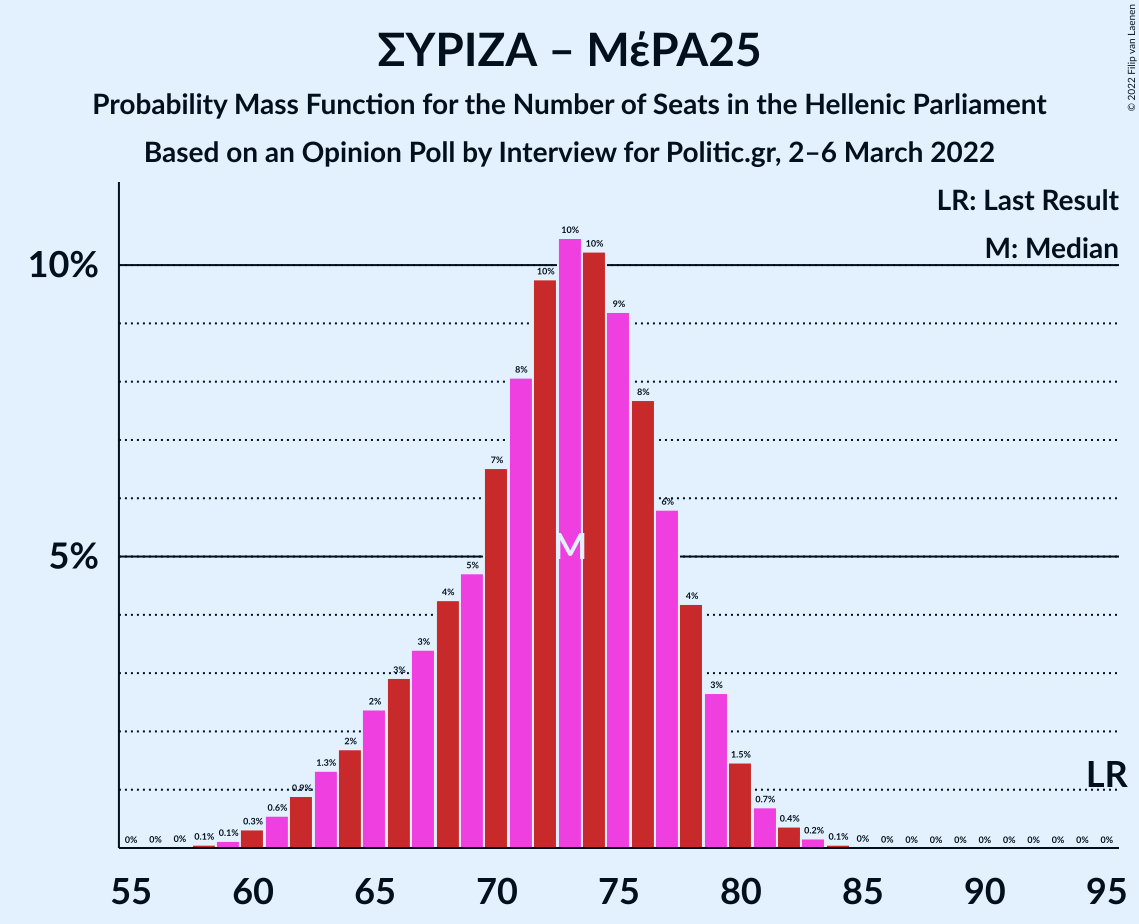 ΣΥΡΙΖΑ – ΜέΡΑ25
Probability Mass Function for the Number of Seats in the Hellenic Parliament
Based on an Opinion Poll by Interview for Politic.gr, 2–6 March 2022
© 2022 Filip van Laenen
LR: Last Result
M: Median
10%
5%
0% 0% 0% 0.1% 0.1% 0.3% 0.6% 0.9% 1.3% 2% 2% 3% 3% 4% 5% 7% 8% 10% 10% 10% 9% 8% 6% 4% 3% 1.5% 0.7% 0.4% 0.2% 0.1% 0% 0% 0% 0% 0% 0% 0% 0% 0% 0% 0%
M
LR
55 60 65 70 75 80 85 90 95